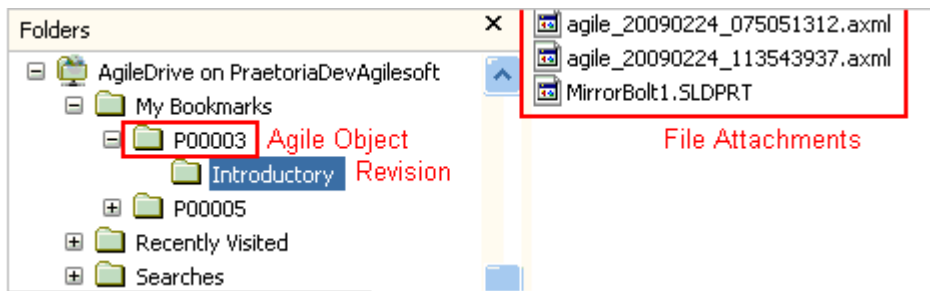 Folders
AgileDrive on PraetoriaDevAgilesoft
My Bookmarks
P00003 Agile Object
Introductory Revision
P00005
Recently Visited
Searches
agile_20090224_075051312.axml
agile_20090224_113543937.axml
MirrorBolt1.SLDPRT
File Attachments